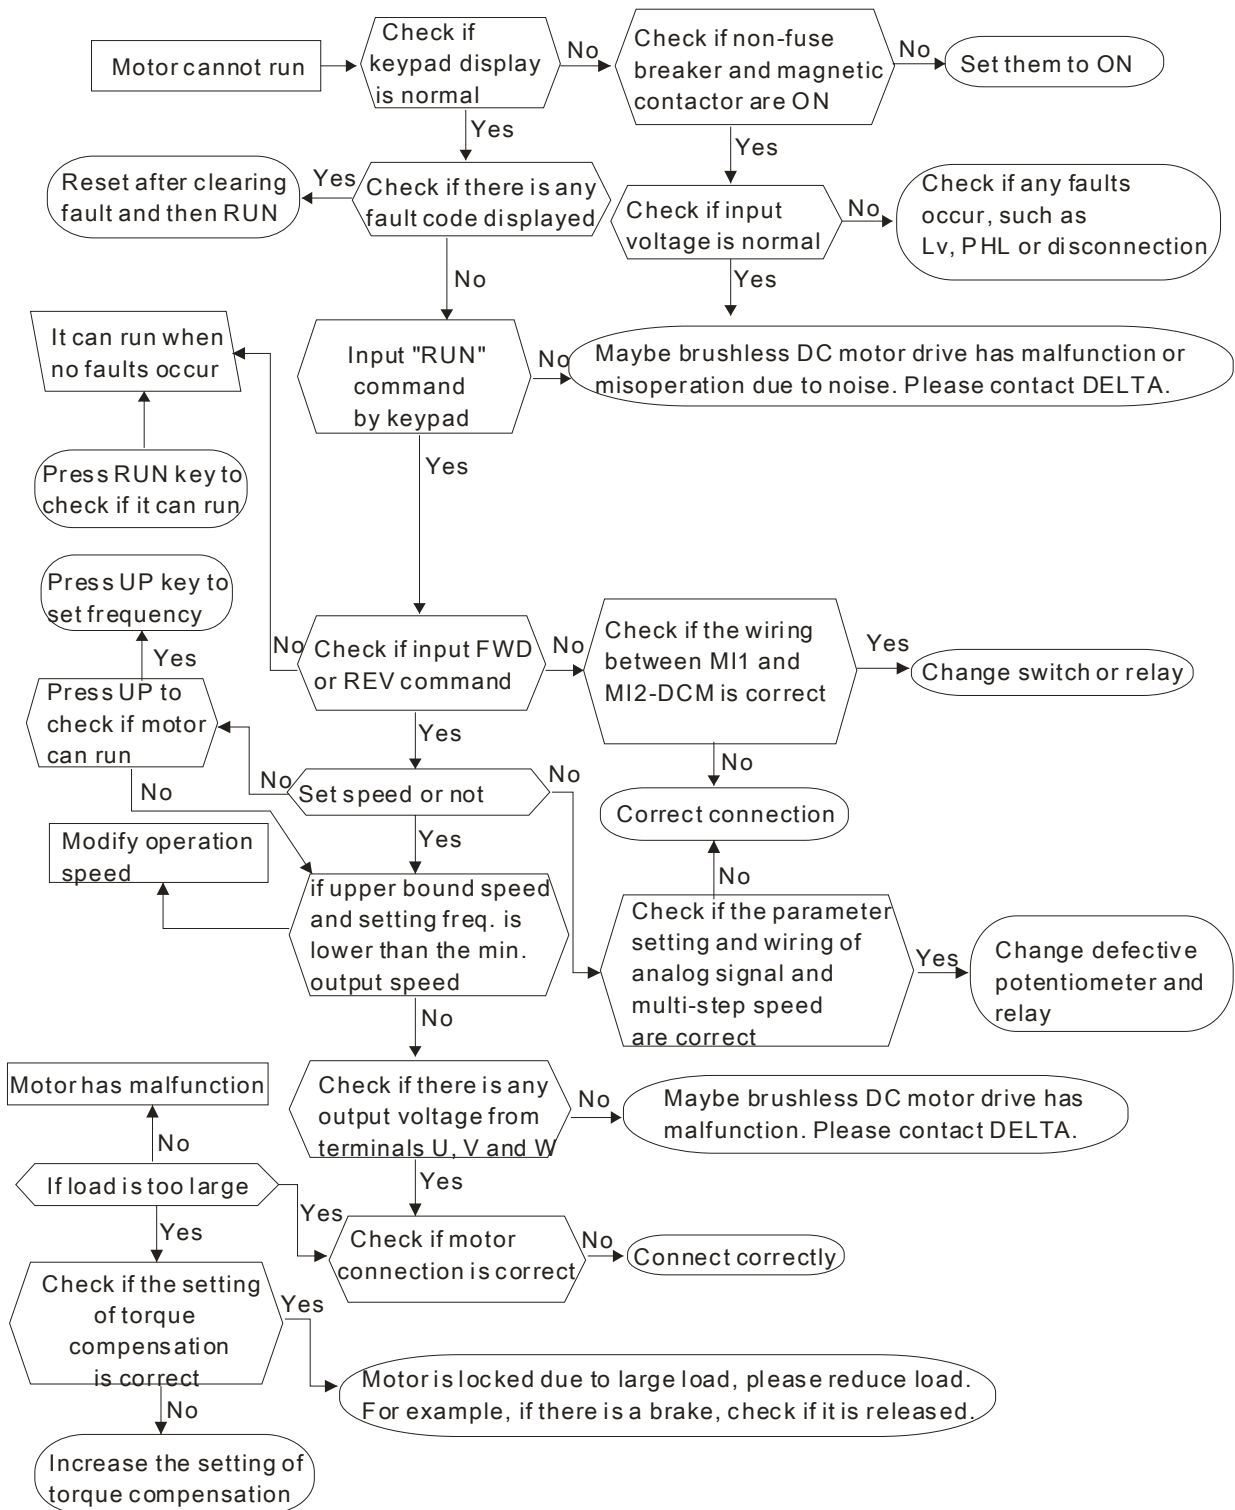 Motor cannot run
Check if
keypad display
is normal
No
Check if non-fuse
breaker and magnetic
contactor are ON
No
Set them to ON
Yes
Yes
Reset after clearing
fault and then RUN
Yes
Check if there is any
fault code displayed
Check if input
voltage is normal
No
Check if any faults
occur, such as
Lv, PHL or disconnection
No
Yes
It can run when
no faults occur
Input "RUN"
command
by keypad
No
Maybe brushless DC motor drive has malfunction or
misoperation due to noise. Please contact DELTA.
Yes
Press RUN key to
check if it can run
Press UP key to
set frequency
No
Check if input FWD
or REV command
No
Check if the wiring
between MI1 and
MI2-DCM is correct
Yes
Change switch or relay
Yes
Press UP to
check if motor
can run
Yes
No
No
No
Set speed or not
No
Correct connection
Modify operation
speed
Yes
No
if upper bound speed
and setting freq. is
lower than the min.
output speed
Check if the parameter
setting and wiring of
analog signal and
multi-step speed
are correct
Yes
Change defective
potentiometer and
relay
No
Motor has malfunction
Check if there is any
output voltage from
terminals U, V and W
No
Maybe brushless DC motor drive has
malfunction. Please contact DELTA.
No
If load is too large
Yes
Yes
Yes
Check if motor
connection is correct
No
Connect correctly
Check if the setting
of torque
compensation
is correct
Yes
Motor is locked due to large load, please reduce load.
For example, if there is a brake, check if it is released.
No
Increase the setting of
torque compensation